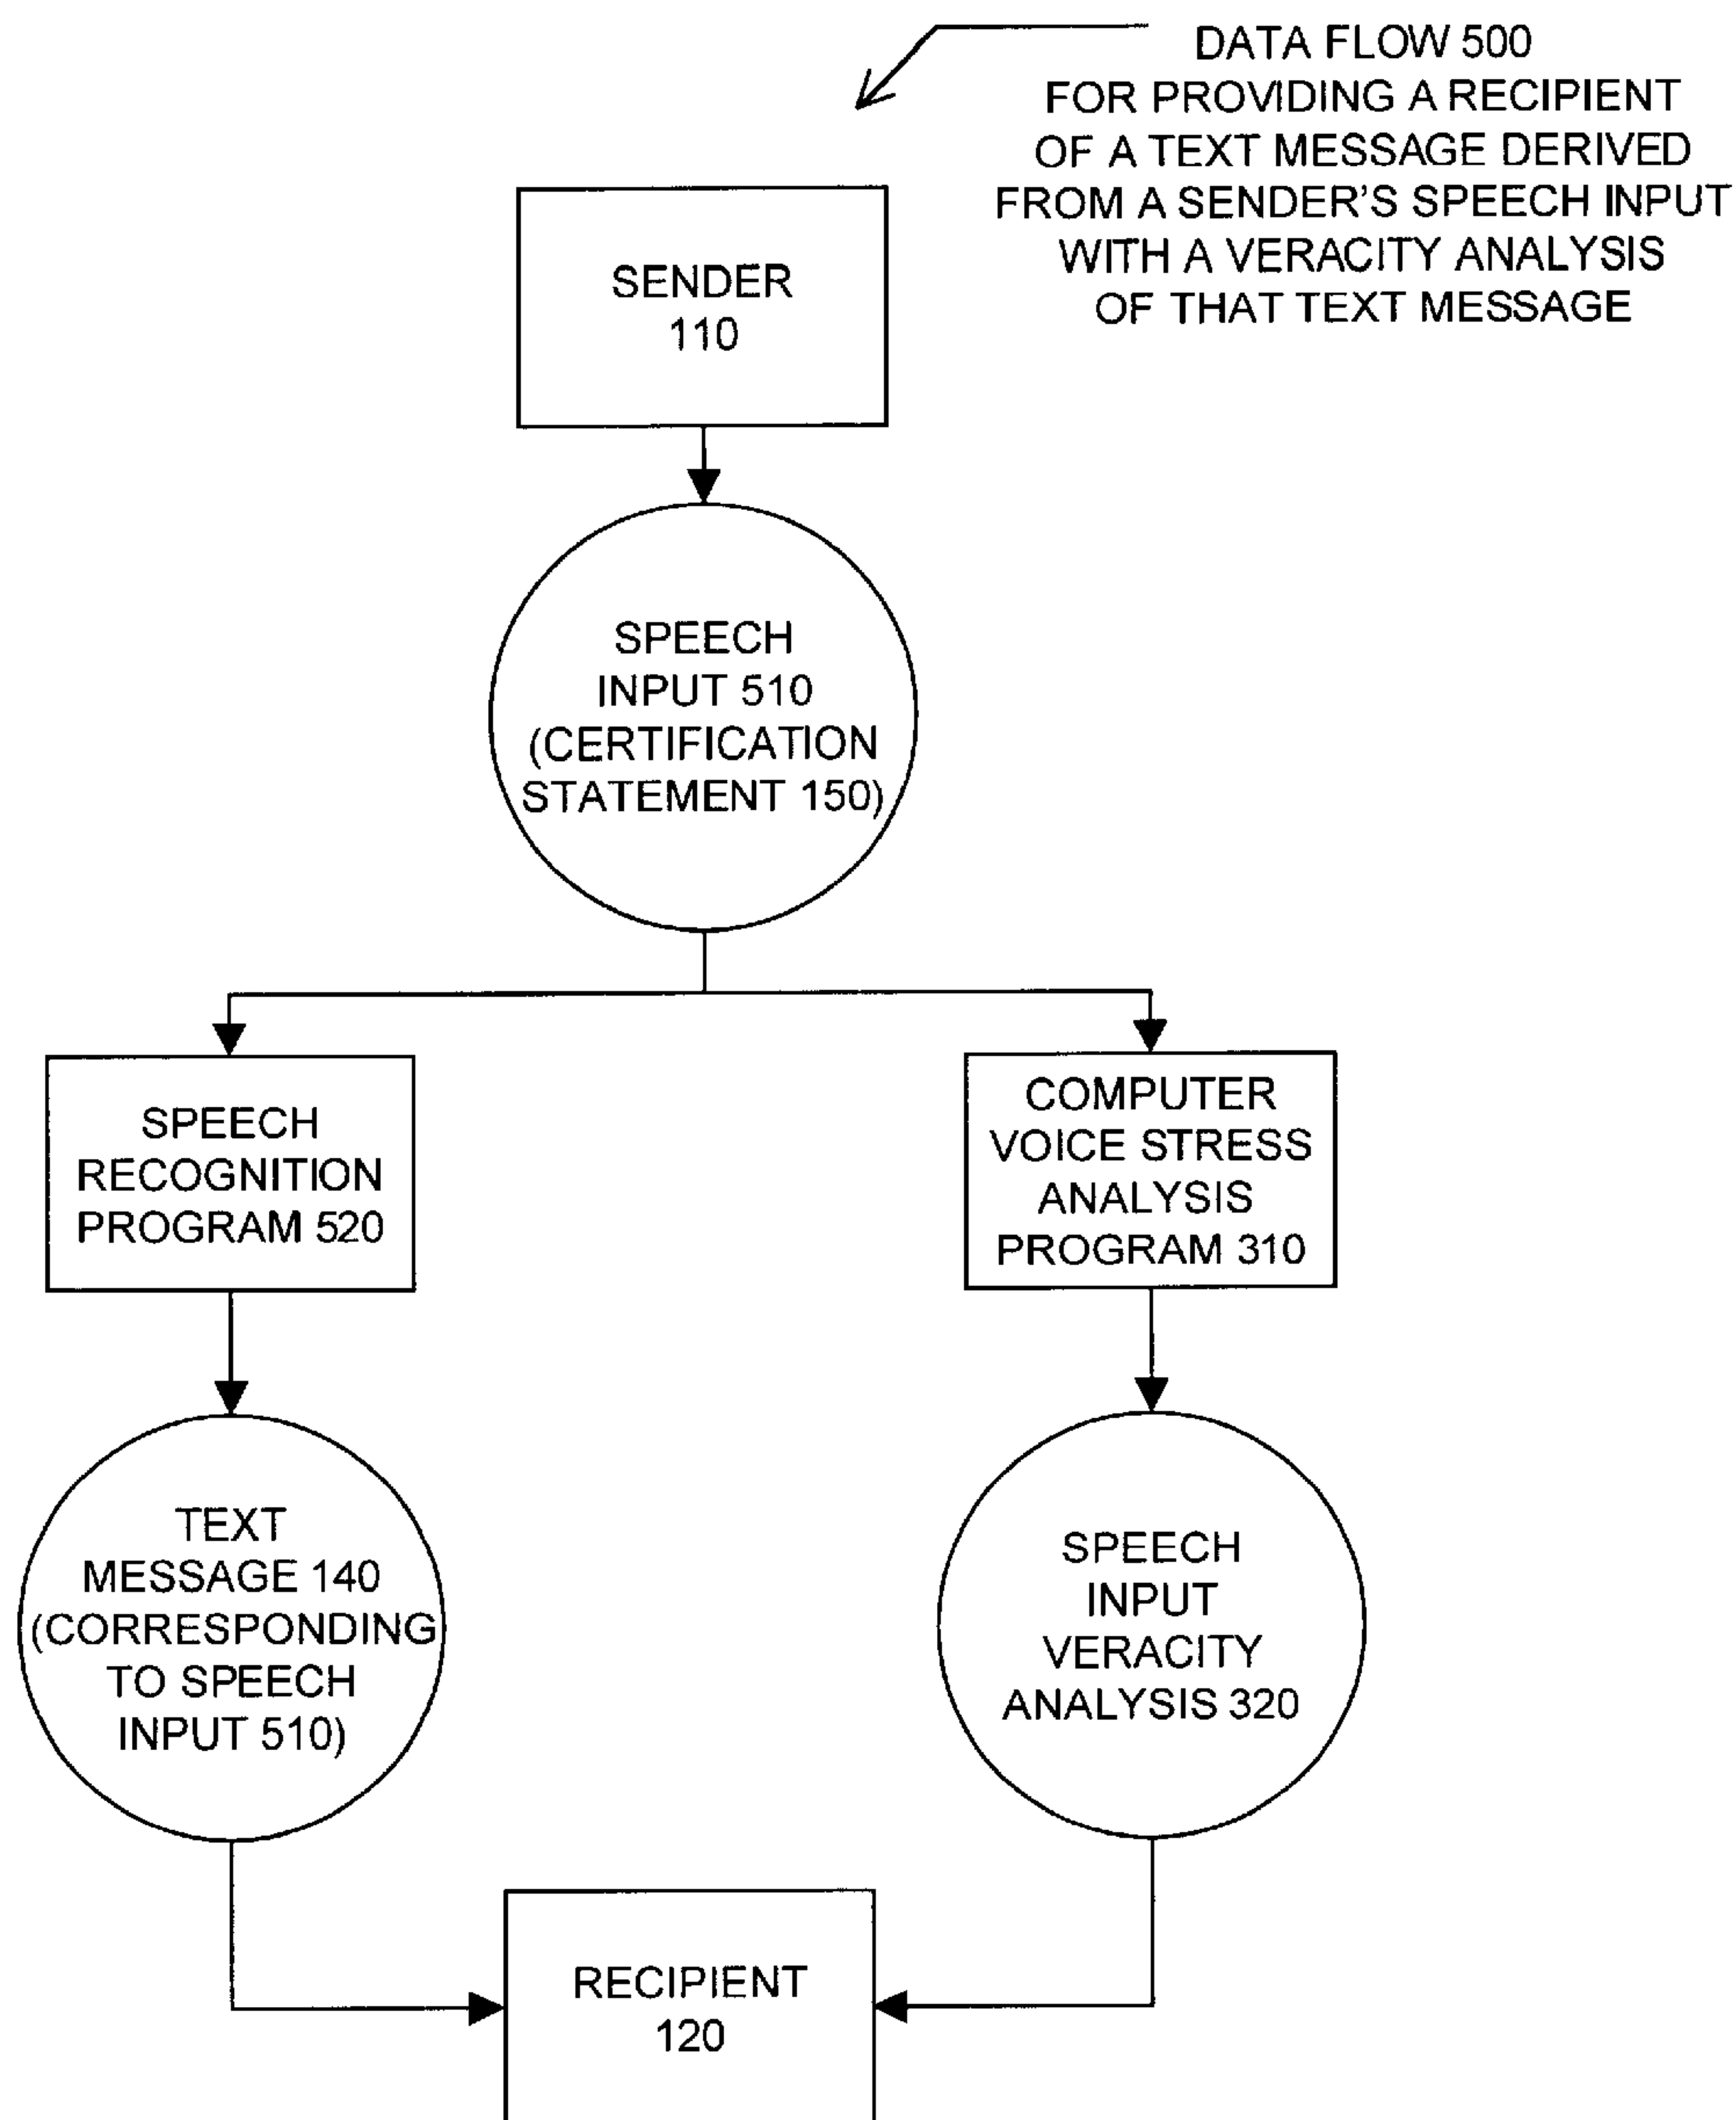 DATA FLOW 500
FOR PROVIDING A RECIPIENT
OF A TEXT MESSAGE DERIVED
FROM A SENDER'S SPEECH INPUT
WITH A VERACITY ANALYSIS
OF THAT TEXT MESSAGE
SENDER
110
SPEECH
INPUT 510
(CERTIFICATION
STATEMENT 150)
SPEECH
RECOGNITION
PROGRAM 520
COMPUTER
VOICE STRESS
ANALYSIS
PROGRAM 310
TEXT
MESSAGE 140
(CORRESPONDING
TO SPEECH
INPUT 510)
SPEECH
INPUT
VERACITY
ANALYSIS 320
RECIPIENT
120